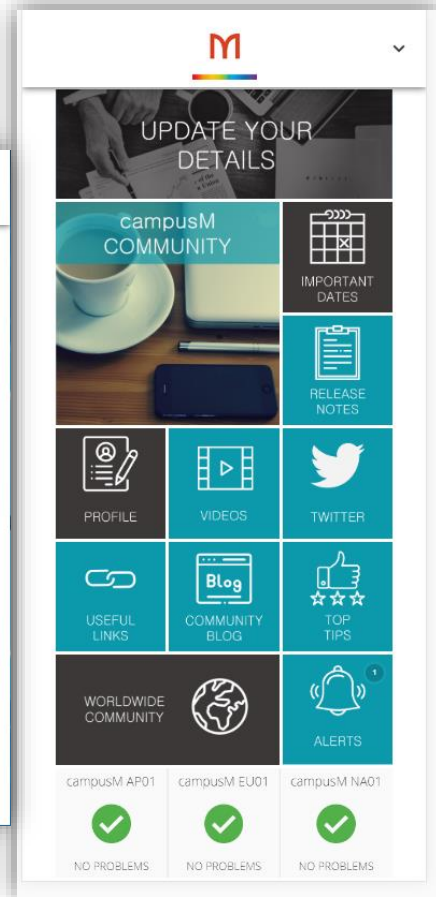 M
UPDATE YOUR
DETAILS
campusM
COMMUNITY
IMPORTANT
DATES
RELEASE
NOTES
PROFILE
VIDEOS
TWITTER
USEFUL
LINKS
Blog
COMMUNITY
BLOG
TOP
TIPS
WORLDWIDE
COMMUNITY
1
ALERTS
campusM AP01
campusM EU01
campusM NA01
NO PROBLEMS
NO PROBLEMS
NO PROBLEMS